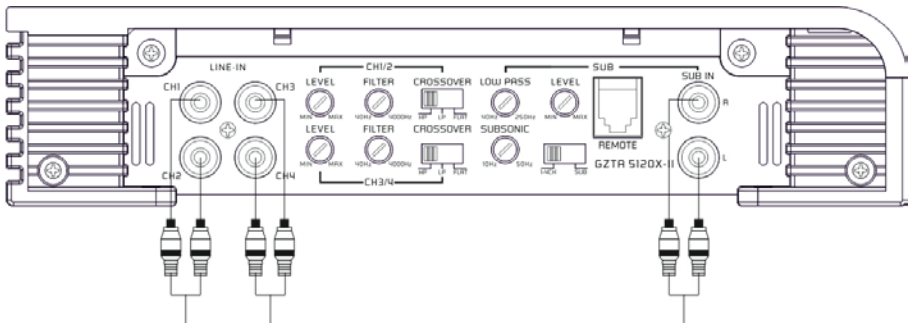 LINE-IN
CH1
CH3
CH2
CH4
CH1/2
LEVEL
FILTER
CROSSOVER
MIN MAX
40Hz 4000Hz
HP LP FLAT
LEVEL
FILTER
CROSSOVER
MIN MAX
40Hz 4000Hz
HP LP FLAT
CH3/4
SUB
LOW PASS
LEVEL
SUB IN
40Hz 250Hz
MIN MAX
R
SUBSONIC
REMOTE
L
10Hz 50Hz
SUB
GZTA 5120X-II